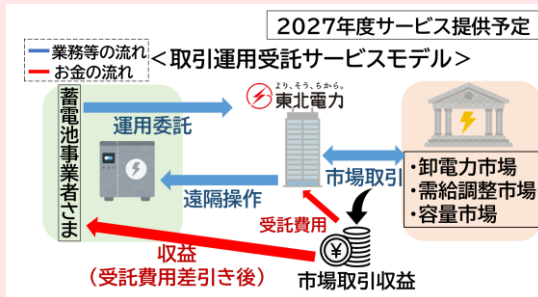 2027年度サービス提供予定
業務等の流れ
お金の流れ
<取引運用受託サービスモデル>
より、そう、ちから。
東北電力
蓄電池事業者さま
運用委託
遠隔操作
市場取引
・卸電力市場
・需給調整市場
・容量市場
受託費用
収益
(受託費用差引き後)
市場取引収益